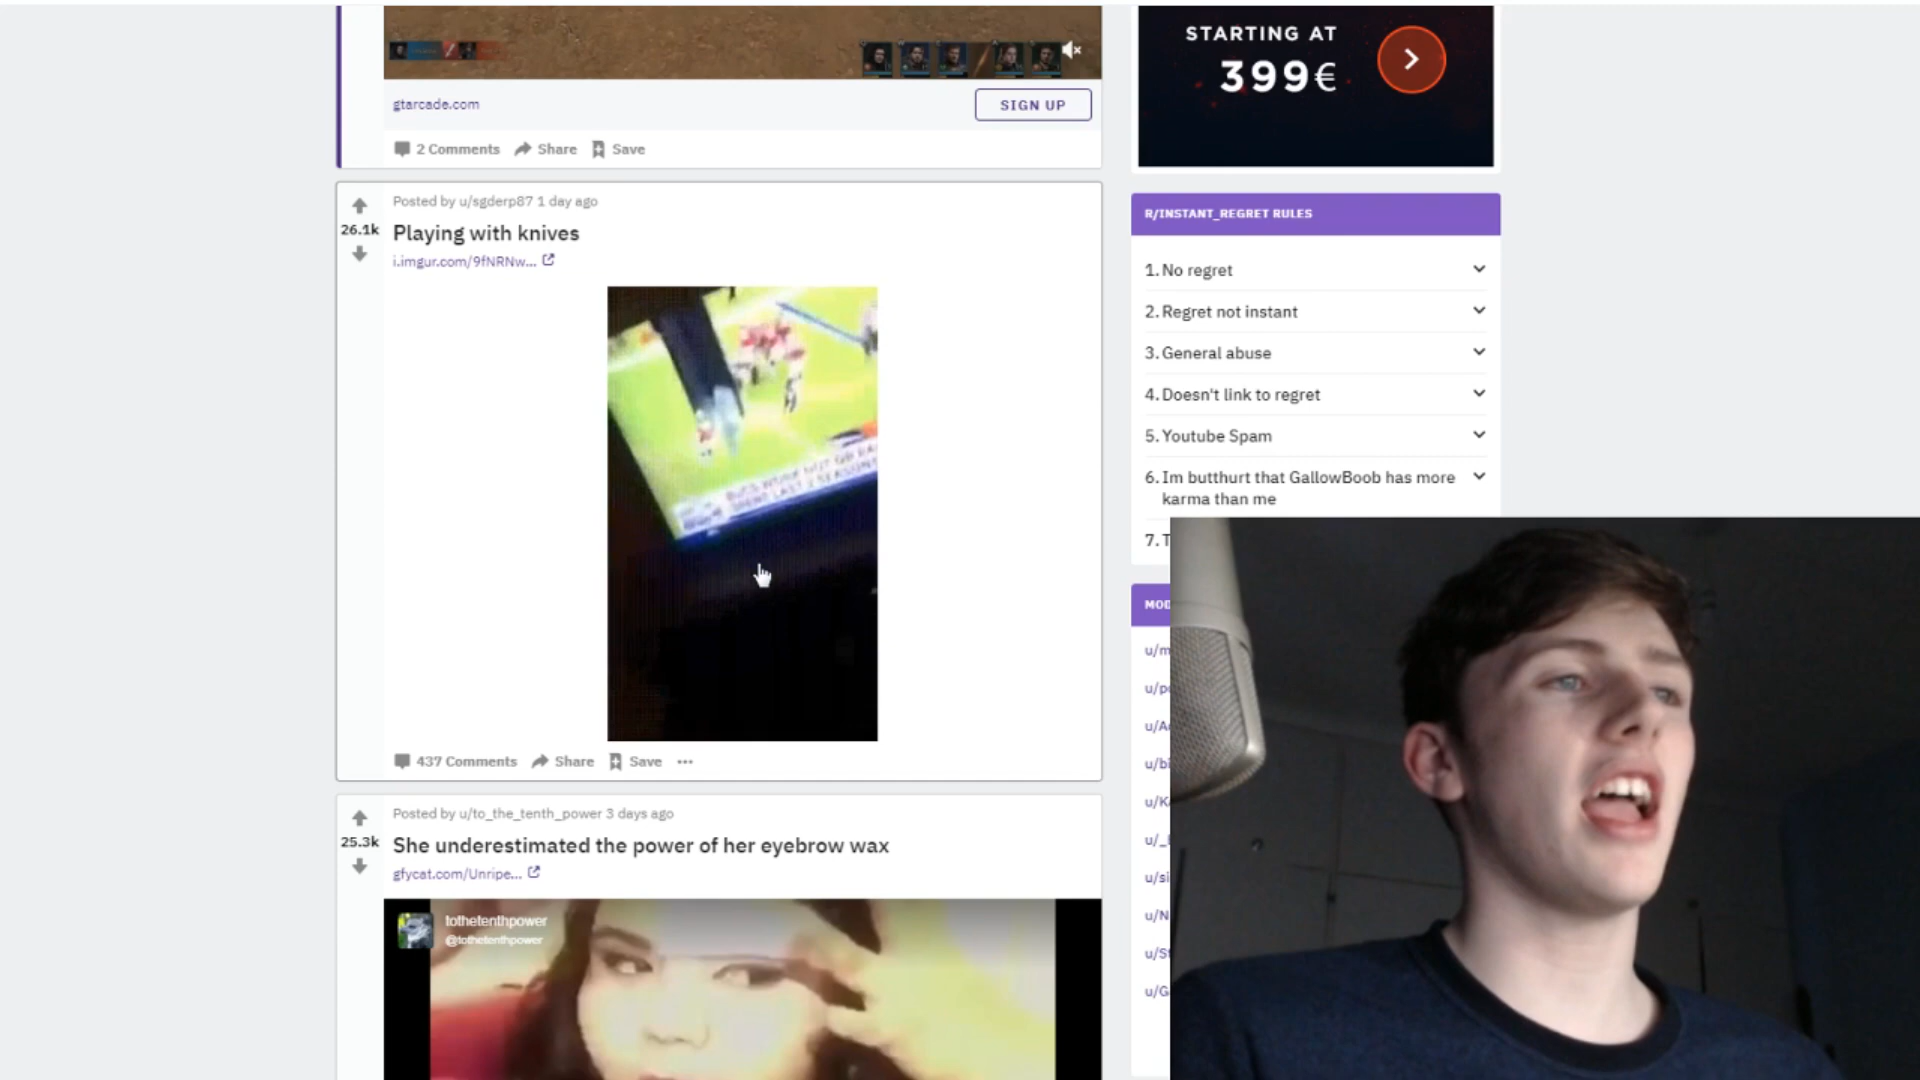 STARTING AT
399€
gtarcade.com
SIGN UP
2 Comments
Share
Save
Posted by u/sgderp87 1 day ago
26.1k
Playing with knives
i.imgur.com/9fNRNw...
437 Comments
Share
Save
Posted by u/to_the_tenth_power 3 days ago
25.3k
She underestimated the power of her eyebrow wax
gfycat.com/Unripe...
tothetenthpower
@tothetenthpower
R/INSTANT_REGRET RULES
1. No regret
2. Regret not instant
3. General abuse
4. Doesn't link to regret
5. Youtube Spam
6. Im butthurt that GallowBoob has more
karma than me
7. T
MOD
u/m
u/p
u/A
u/bi
u/K
u/_
u/si
u/N
u/S
u/G